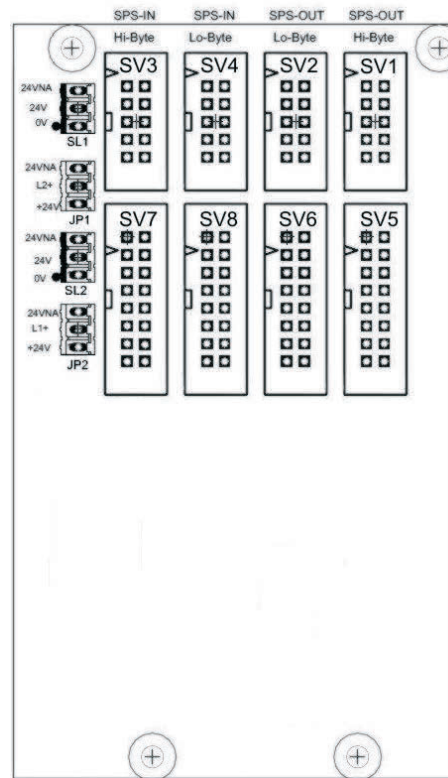 SPS-IN SPS-IN SPS-OUT SPS-OUT
Hi-Byte Lo-Byte Lo-Byte Hi-Byte
SV3 SV4 SV2 SV1
24VNA
24V
0V
SL1
24VNA
L2+
+24V
JP1
SV7 SV8 SV6 SV5
24VNA
24V
0V
SL2
24VNA
L1+
+24V
JP2